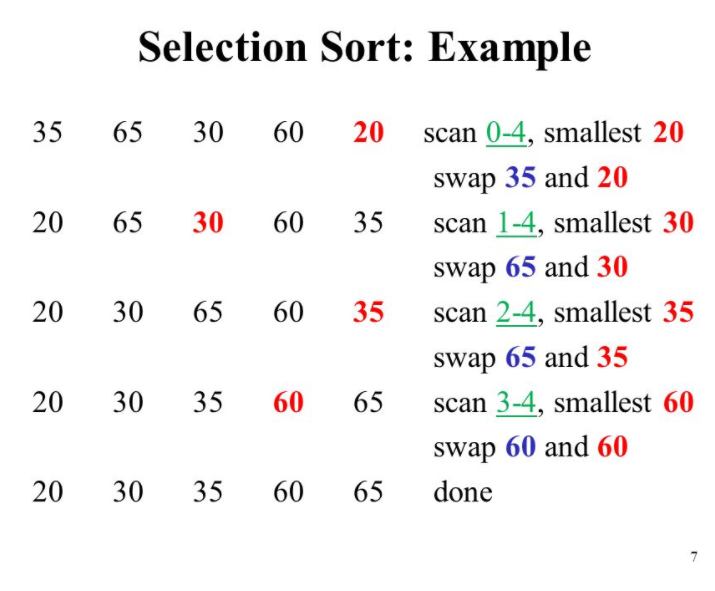 Selection Sort: Example
35 65 30 60 20 scan 0-4, smallest 20
swap 35 and 20
20 65 30 60 35 scan 1-4, smallest 30
swap 65 and 30
20 30 65 60 35 scan 2-4, smallest 35
swap 65 and 35
20 30 35 60 65 scan 3-4, smallest 60
swap 60 and 60
20 30 35 60 65 done
7